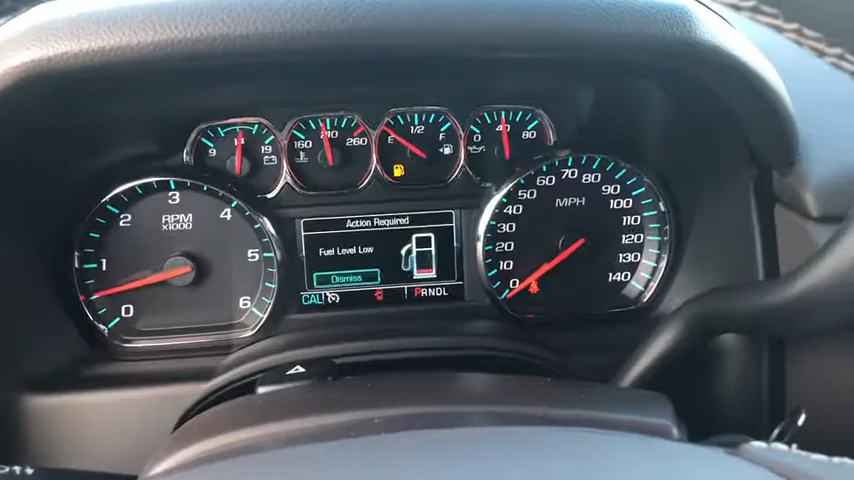 9 14 19
160 210 260
E 1/2 F
0 40 80
RPM
x1000
0 1 2 3 4 5 6
MPH
0 10 20 30 40 50 60 70 80 100 110 120 130 140
Action Required
Fuel Level Low
Dismiss
CAL
PRNDL